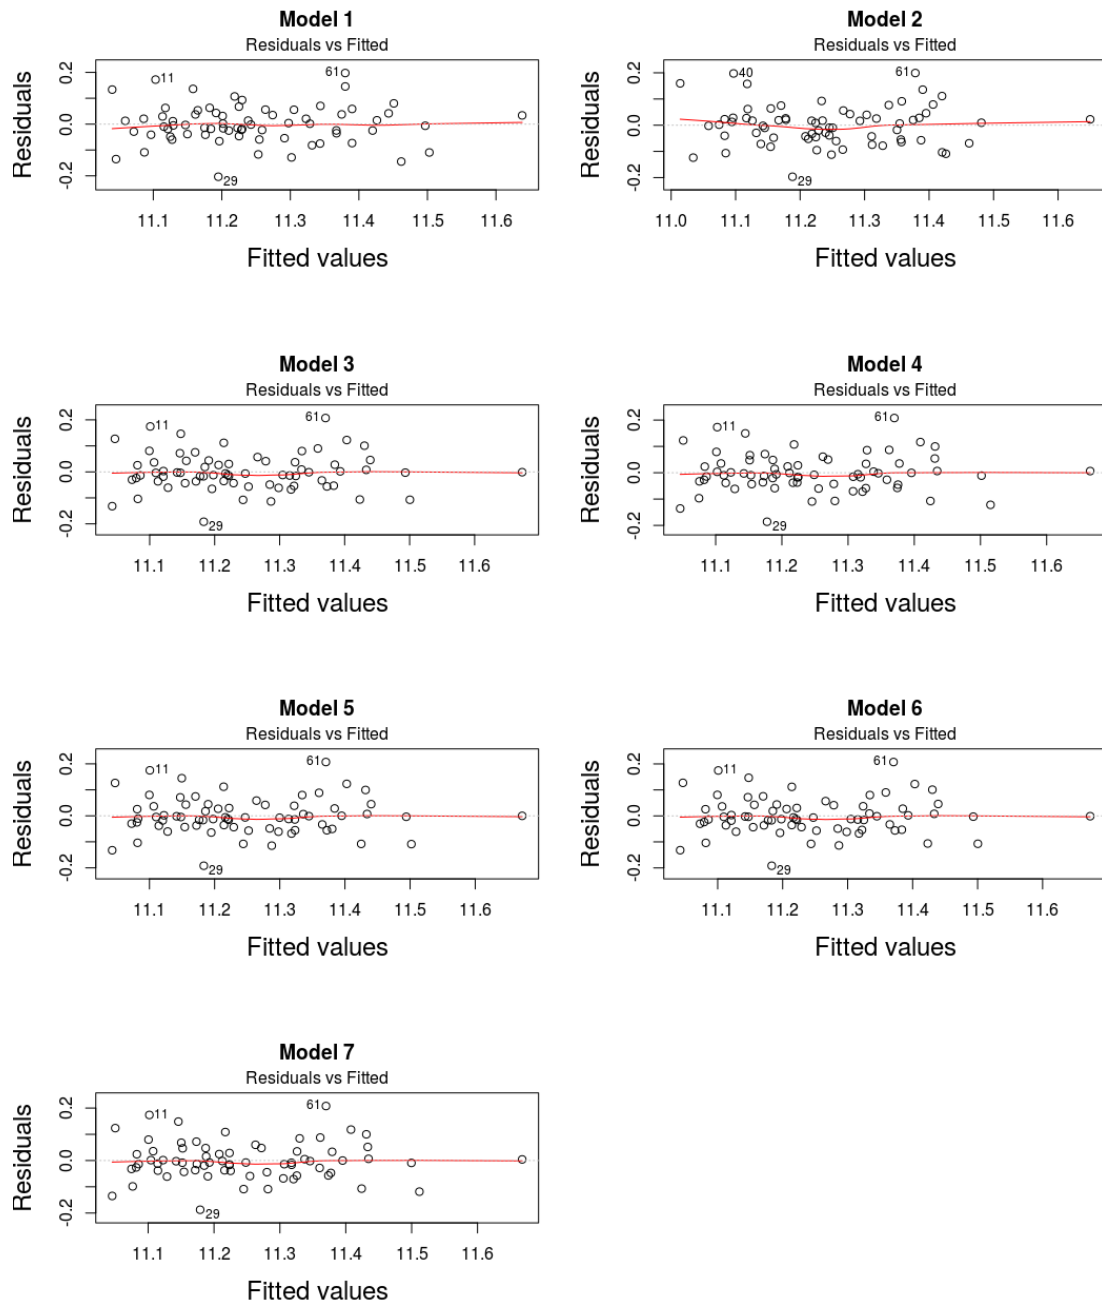 Model 1
Residuals vs Fitted
Residuals
0.2
0.0
-0.2
11
61
29
11.1 11.2 11.3 11.4 11.5 11.6
Fitted values
Model 2
Residuals vs Fitted
Residuals
0.2
0.0
-0.2
40
61
29
11.0 11.1 11.2 11.3 11.4 11.5 11.6
Fitted values
Model 3
Residuals vs Fitted
Residuals
0.2
0.0
-0.2
11
61
29
11.1 11.2 11.3 11.4 11.5 11.6
Fitted values
Model 4
Residuals vs Fitted
Residuals
0.2
0.0
-0.2
11
61
29
11.1 11.2 11.3 11.4 11.5 11.6
Fitted values
Model 5
Residuals vs Fitted
Residuals
0.2
0.0
-0.2
11
61
29
11.1 11.2 11.3 11.4 11.5 11.6
Fitted values
Model 6
Residuals vs Fitted
Residuals
0.2
0.0
-0.2
11
61
29
11.1 11.2 11.3 11.4 11.5 11.6
Fitted values
Model 7
Residuals vs Fitted
Residuals
0.2
0.0
-0.2
11
61
29
11.1 11.2 11.3 11.4 11.5 11.6
Fitted values